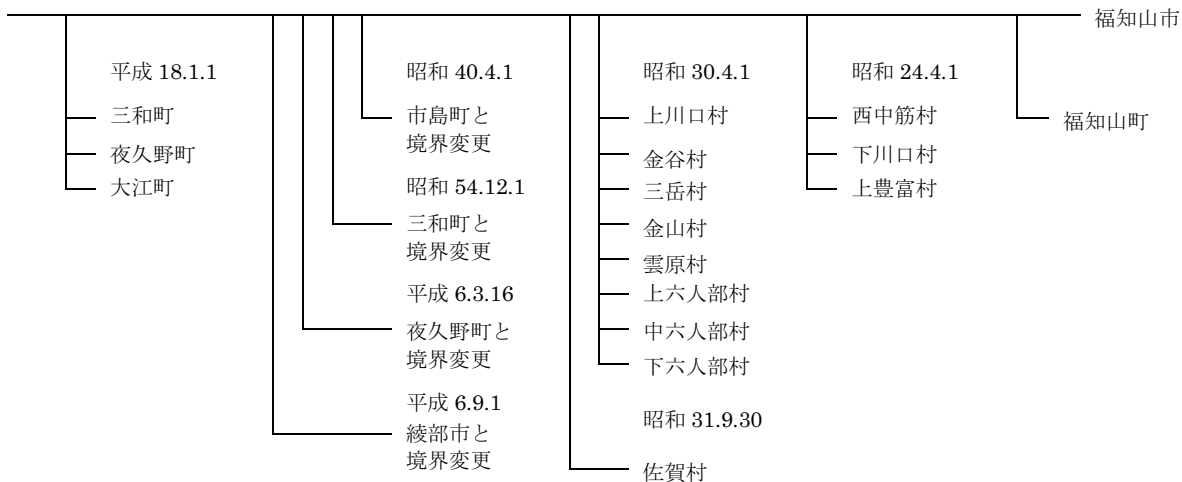 福知山市
平成 18.1.1
三和町
夜久野町
大江町
昭和 40.4.1
市島町と
境界変更
昭和 54.12.1
三和町と
境界変更
平成 6.3.16
夜久野町と
境界変更
平成 6.9.1
綾部市と
境界変更
昭和 30.4.1
上川口村
金谷村
三岳村
金山村
雲原村
上六人部村
中六人部村
下六人部村
昭和 31.9.30
佐賀村
昭和 24.4.1
西中筋村
下川口村
上豊富村
福知山町